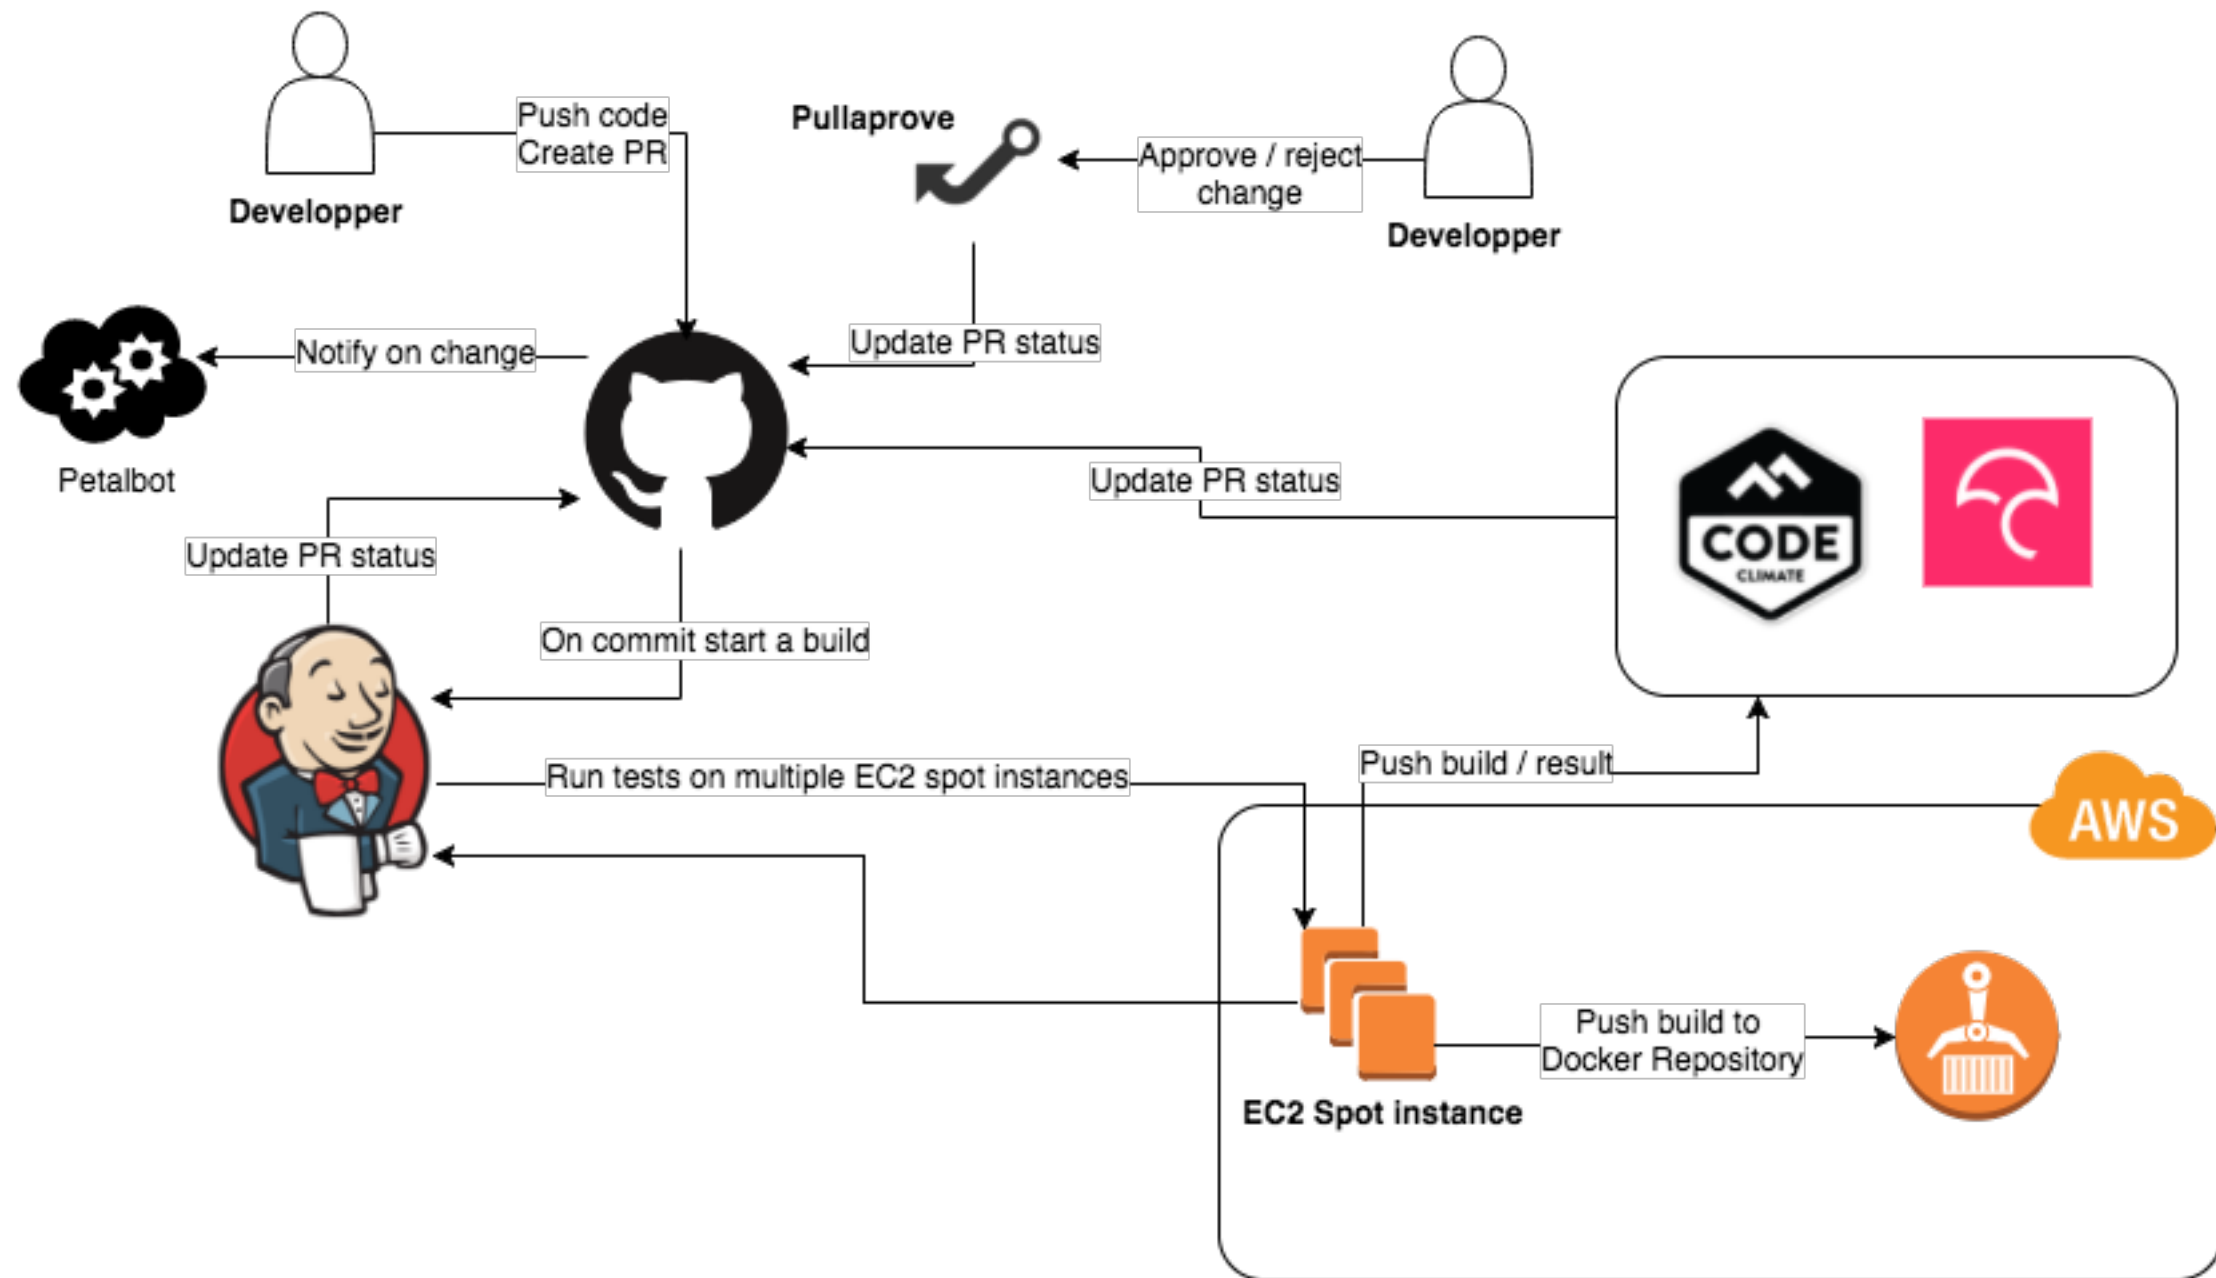 Push code
Create PR
Developper
Pullaprove
Approve / reject
change
Developper
Notify on change
Update PR status
Petalbot
Update PR status
Update PR status
CODE
CLIMATE
On commit start a build
Run tests on multiple EC2 spot instances
Push build / result
AWS
Push build to
Docker Repository
EC2 Spot instance